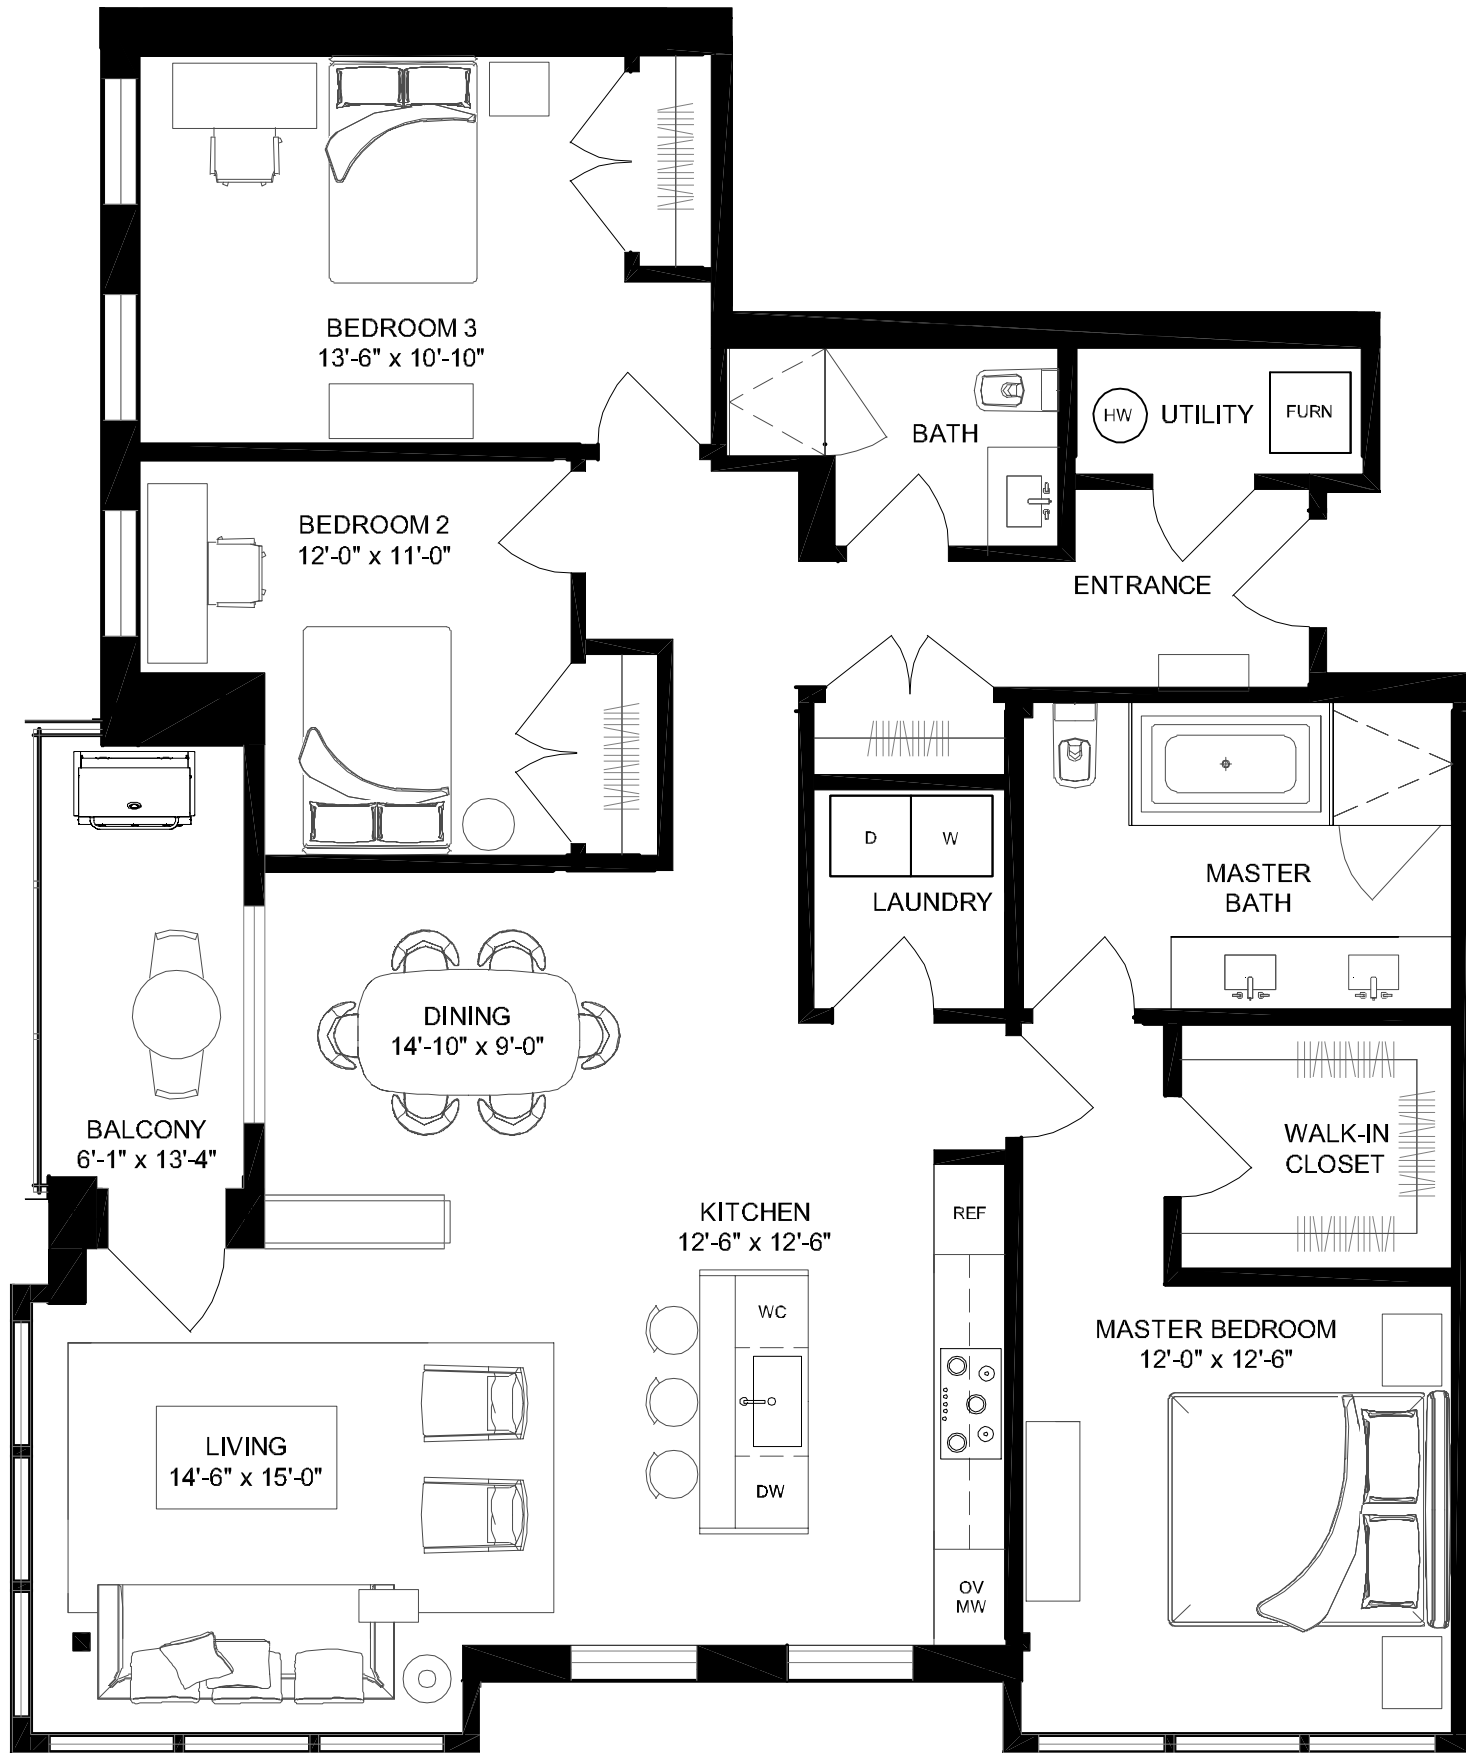 BEDROOM 3
13'-6" x 10'-10"
BATH
HW
UTILITY
FURN
BEDROOM 2
12'-0" x 11'-0"
ENTRANCE
D
W
LAUNDRY
MASTER
BATH
DINING
14'-10" x 9'-0"
BALCONY
6'-1" x 13'-4"
WALK-IN
CLOSET
KITCHEN
12'-6" x 12'-6"
REF
WC
MASTER BEDROOM
12'-0" x 12'-6"
LIVING
14'-6" x 15'-0"
DW
OV
MW